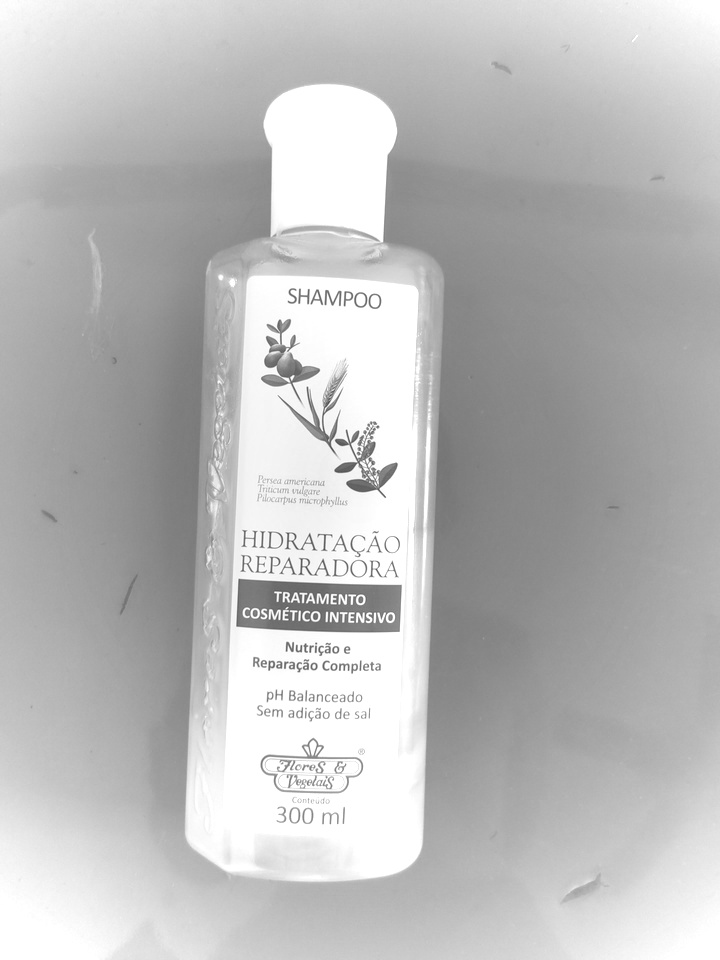 SHAMPOO
Persea americana
Triticum vulgare
Pilocarpus microphyllus
HIDRATAÇÃO
REPARADORA
TRATAMENTO
COSMÉTICO INTENSIVO
Nutrição e
Reparação Completa
pH Balanceado
Sem adição de sal
Flores &
Vegetais
®
Conteúdo
300 ml